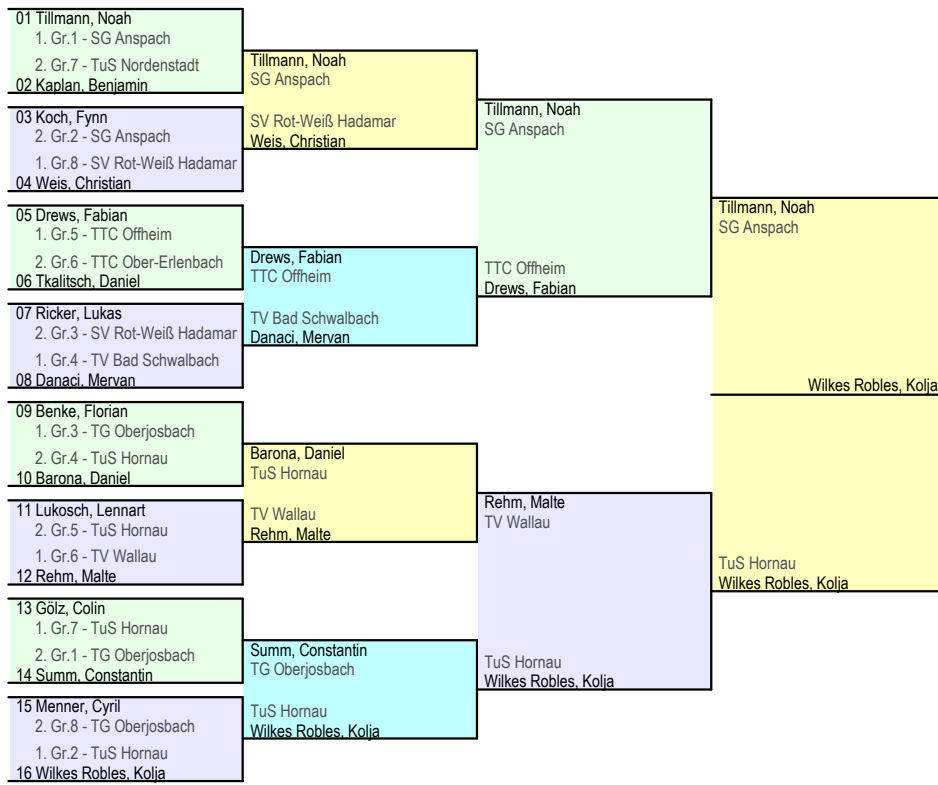 01 Tillmann, Noah
1. Gr.1 - SG Anspach
2. Gr.7 - TuS Nordenstadt
02 Kaplan, Benjamin
03 Koch, Fynn
2. Gr.2 - SG Anspach
1. Gr.8 - SV Rot-Weiß Hadamar
04 Weis, Christian
05 Drews, Fabian
1. Gr.5 - TTC Offheim
2. Gr.6 - TTC Ober-Erlenbach
06 Tkalitsch, Daniel
07 Ricker, Lukas
2. Gr.3 - SV Rot-Weiß Hadamar
1. Gr.4 - TV Bad Schwalbach
08 Danaci, Mervan
09 Benke, Florian
1. Gr.3 - TG Oberjosbach
2. Gr.4 - TuS Hornau
10 Barona, Daniel
11 Lukosch, Lennart
2. Gr.5 - TuS Hornau
1. Gr.6 - TV Wallau
12 Rehm, Malte
13 Gölz, Colin
1. Gr.7 - TuS Hornau
2. Gr.1 - TG Oberjosbach
14 Summ, Constantin
15 Menner, Cyril
2. Gr.8 - TG Oberjosbach
1. Gr.2 - TuS Hornau
16 Wilkes Robles, Kolja
Tillmann, Noah
SG Anspach
SV Rot-Weiß Hadamar
Weis, Christian
Drews, Fabian
TTC Offheim
TV Bad Schwalbach
Danaci, Mervan
Barona, Daniel
TuS Hornau
TV Wallau
Rehm, Malte
Summ, Constantin
TG Oberjosbach
TuS Hornau
Wilkes Robles, Kolja
Tillmann, Noah
SG Anspach
TTC Offheim
Drews, Fabian
Rehm, Malte
TV Wallau
TuS Hornau
Wilkes Robles, Kolja
Tillmann, Noah
SG Anspach
Wilkes Robles, Kolja
TuS Hornau
Wilkes Robles, Kolja